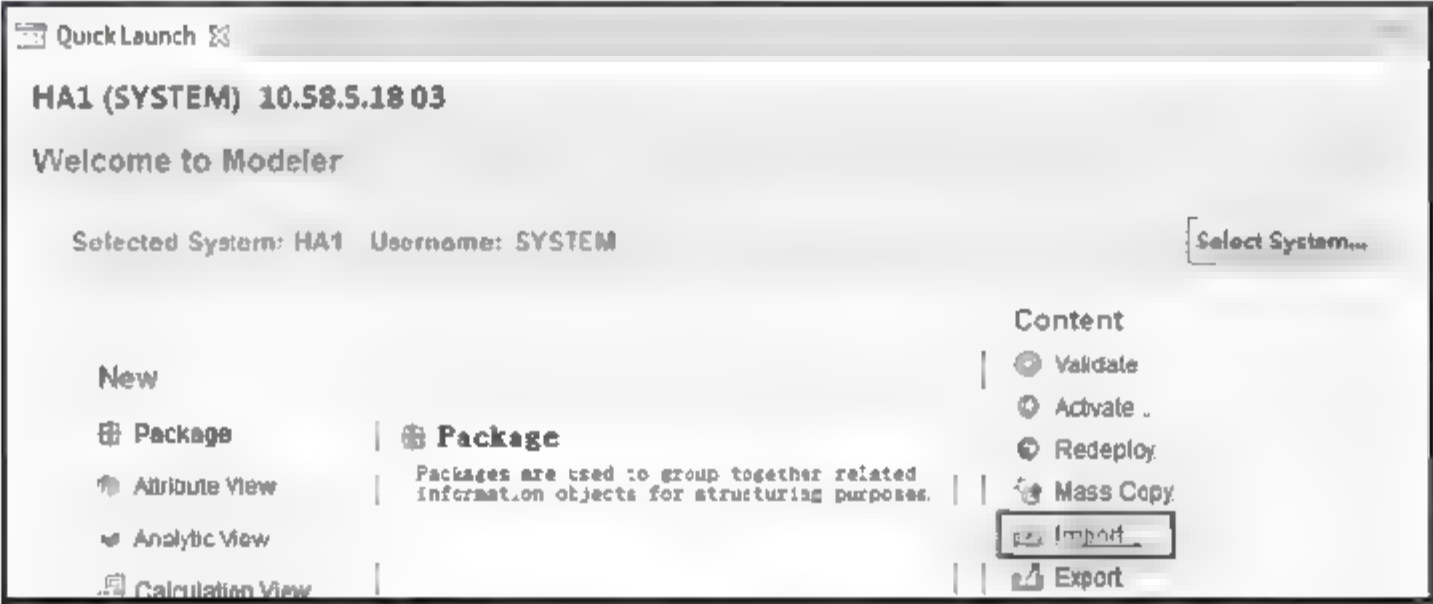 Quick Launch
HA1 (SYSTEM) 10.58.5.18 03
Welcome to Modeler
Selected System: HA1 Username: SYSTEM
Select System...
New
Package
Attribute View
Analytic View
Calculation View
Package
Packages are used to group together related
information objects for structuring purposes.
Content
Validate
Activate ..
Redeploy
Mass Copy
Import
Export